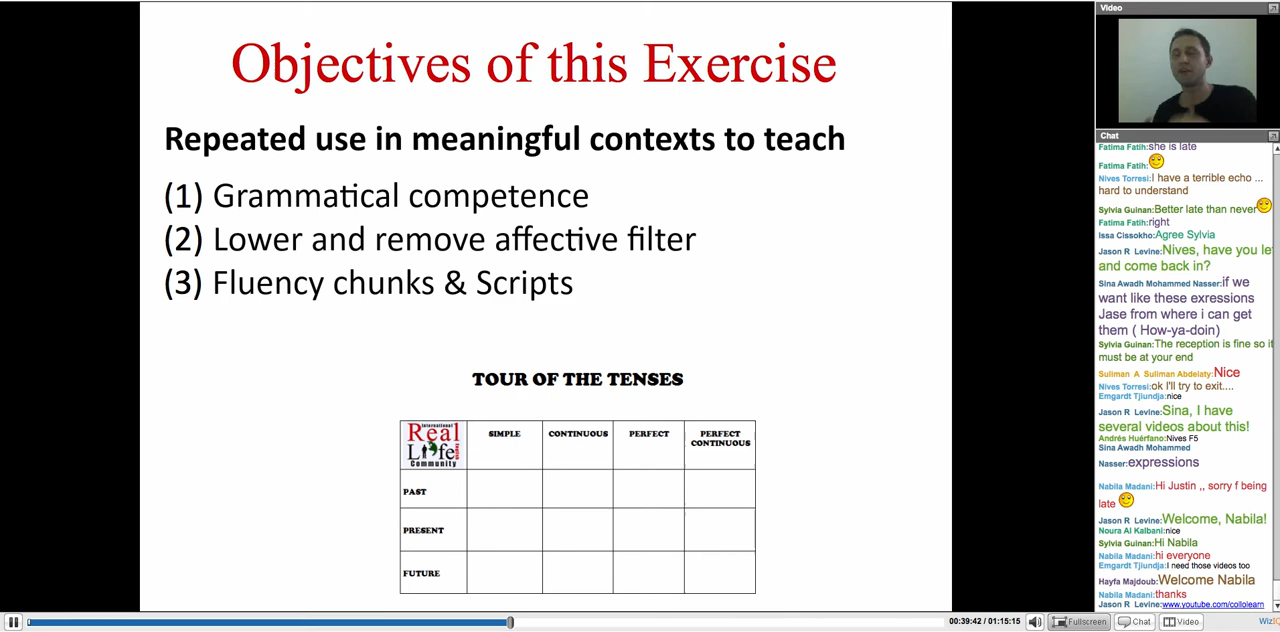 Objectives of this Exercise
Repeated use in meaningful contexts to teach
(1) Grammatical competence
(2) Lower and remove affective filter
(3) Fluency chunks & Scripts
TOUR OF THE TENSES
International
Real
Life
Community
SIMPLE
CONTINUOUS
PERFECT
PERFECT
CONTINUOUS
PAST
PRESENT
FUTURE
Video
Chat
Fatima Fatih:she is late
Fatima Fatih:
Nives Torresi:I have a terrible echo ...
hard to understand
Sylvia Guinan:Better late than never
Fatima Fatih:right
Issa Cissokho:Agree Sylvia
Jason R Levine:Nives, have you le
and come back in?
Sina Awadh Mohammed Nasser:if we
want like these exressions
Jase from where i can get
them ( How-ya-doin)
Sylvia Guinan:The reception is fine so it
must be at your end
Suliman A Suliman Abdelaty:Nice
Nives Torresi:ok I'll try to exit....
Emgardt Tjiundja:nice
Jason R Levine:Sina, I have
several videos about this!
Andrés Huérfano:Nives F5
Sina Awadh Mohammed
Nasser:expressions
Nabila Madani:Hi Justin ,, sorry f being
late
Jason R Levine:Welcome, Nabila!
Noura Al Kalbani:nice
Sylvia Guinan:Hi Nabila
Nabila Madani:hi everyone
Emgardt Tjiundja:I need those videos too
Hayfa Majdoub:Welcome Nabila
Nabila Madani:thanks
Jason R Levine:www.youtube.com/collolearn
00:39:42 / 01:15:15
Fullscreen
Chat
Video
WizIQ